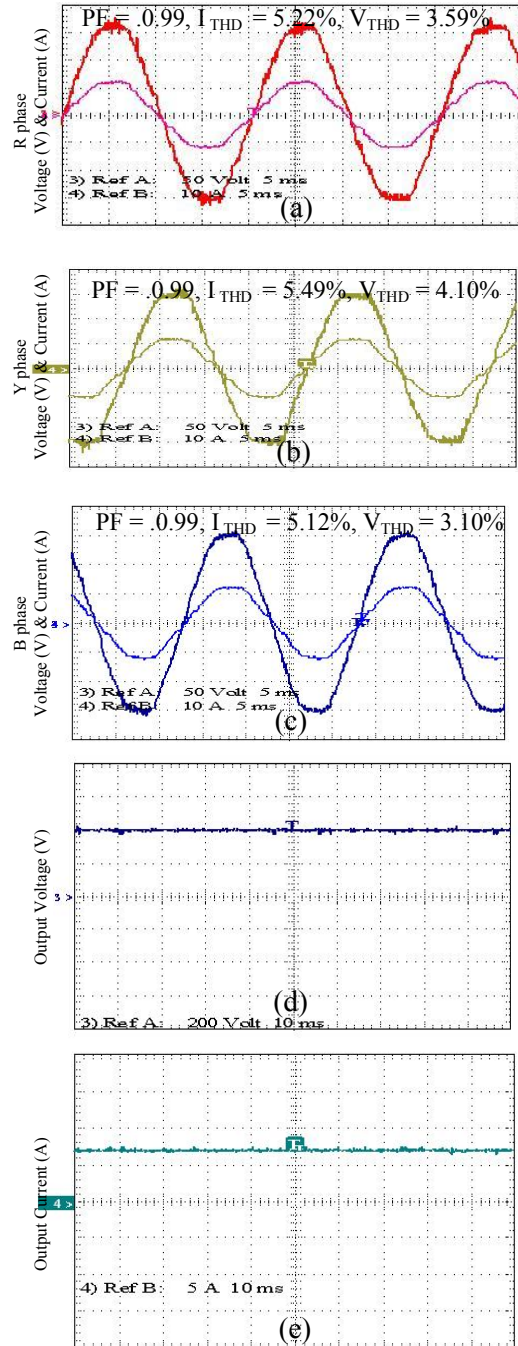 PF = .0.99, I THD = 5.22%, V THD = 3.59%
R phase
Voltage (V) & Current (A)
3) Ref A: 50 Volt 5 ms
4) Ref B: 10 A 5 ms
(a)
PF = .0.99, I THD = 5.49%, V THD = 4.10%
Y phase
Voltage (V) & Current (A)
4 >
3) Ref A: 50 Volt 5 ms
4) Ref B: 10 A 5 ms
(b)
PF = .0.99, I THD = 5.12%, V THD = 3.10%
B phase
Voltage (V) & Current (A)
3) Ref A: 50 Volt 5 ms
4) Ref B: 10 A 5 ms
(c)
Output Voltage (V)
T
3 >
(d)
3) Ref A: 200 Volt 10 ms
Output Current (A)
T
4 >
4) Ref B: 5 A 10 ms
(e)